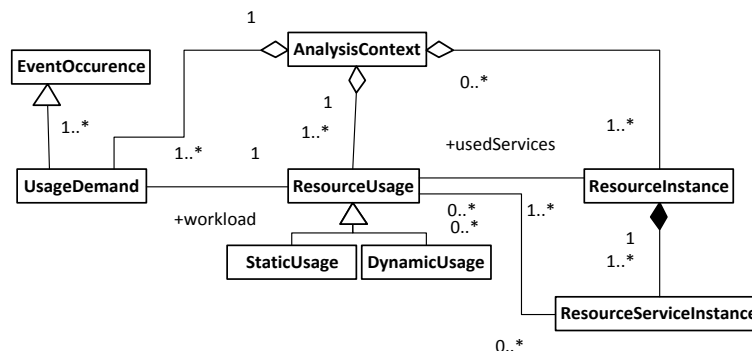 1
AnalysisContext
EventOccurence
0..*
1
1..*
1..*
1..*
+usedServices
1..*
1
UsageDemand
ResourceUsage
ResourceInstance
+workload
0..*
1..*
0..*
1
StaticUsage
DynamicUsage
1..*
ResourceServiceInstance
0..*